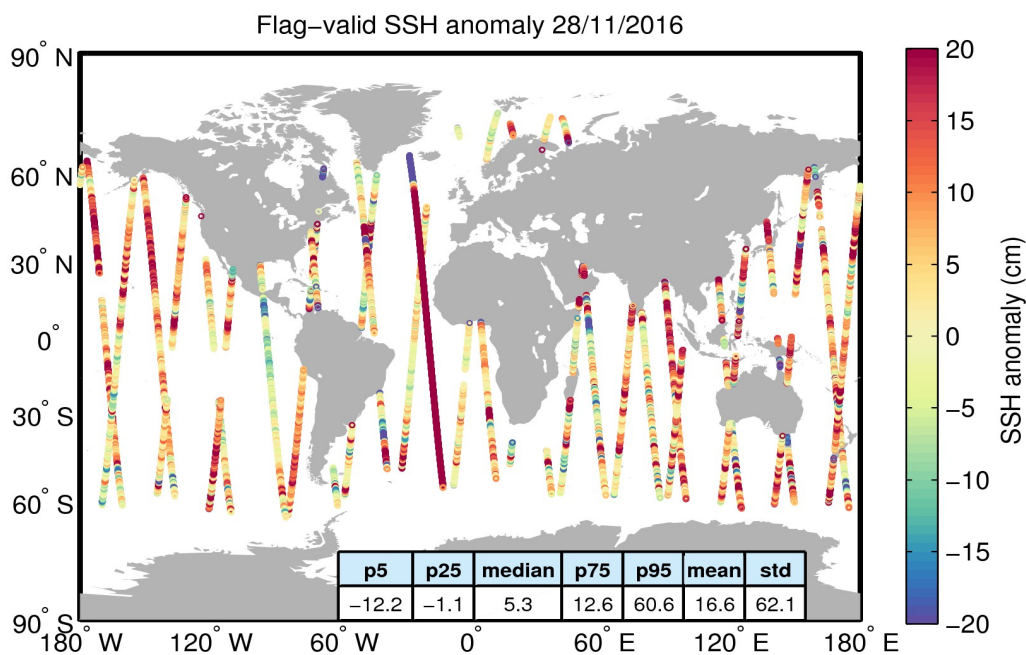 Flag−valid SSH anomaly 28/11/2016
90° N
60° N
30° N
0°
30° S
60° S
90° S
180° W
120° W
60° W
0°
60° E
120° E
180° E
p5 p25 median p75 p95 mean std
−12.2 −1.1 5.3 12.6 60.6 16.6 62.1
20
15
10
5
0
−5
−10
−15
−20
SSH anomaly (cm)